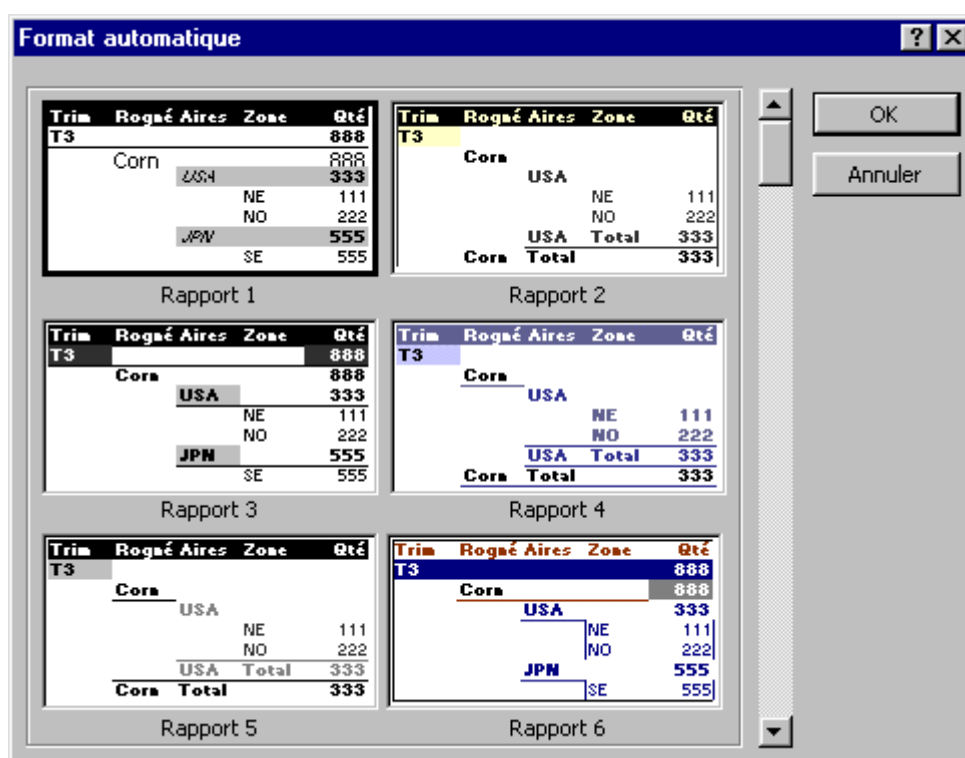 Format automatique
OK
Annuler
Trim Rogné Aires Zone Qté
T3 888
Corn 888
USA 333
NE 111
NO 222
JPN 555
SE 555
Rapport 1
Trim Rogné Aires Zone Qté
T3
Corn
USA
NE 111
NO 222
USA Total 333
Corn Total 333
Rapport 2
Trim Rogné Aires Zone Qté
T3 888
Corn 888
USA 333
NE 111
NO 222
JPN 555
SE 555
Rapport 3
Trim Rogné Aires Zone Qté
T3
Corn
USA
NE 111
NO 222
USA Total 333
Corn Total 333
Rapport 4
Trim Rogné Aires Zone Qté
T3
Corn
USA
NE 111
NO 222
USA Total 333
Corn Total 333
Rapport 5
Trim Rogné Aires Zone Qté
T3 888
Corn 888
USA 333
NE 111
NO 222
JPN 555
SE 555
Rapport 6